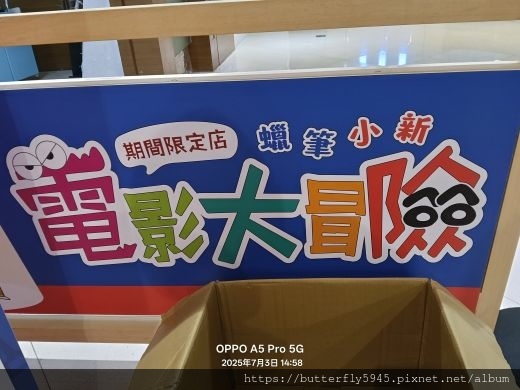 期間限定店
蠟筆小新
電影大冒險
OPPO A5 Pro 5G
2025年7月3日 14:58
https://butterfly5945.pixnet.net/album